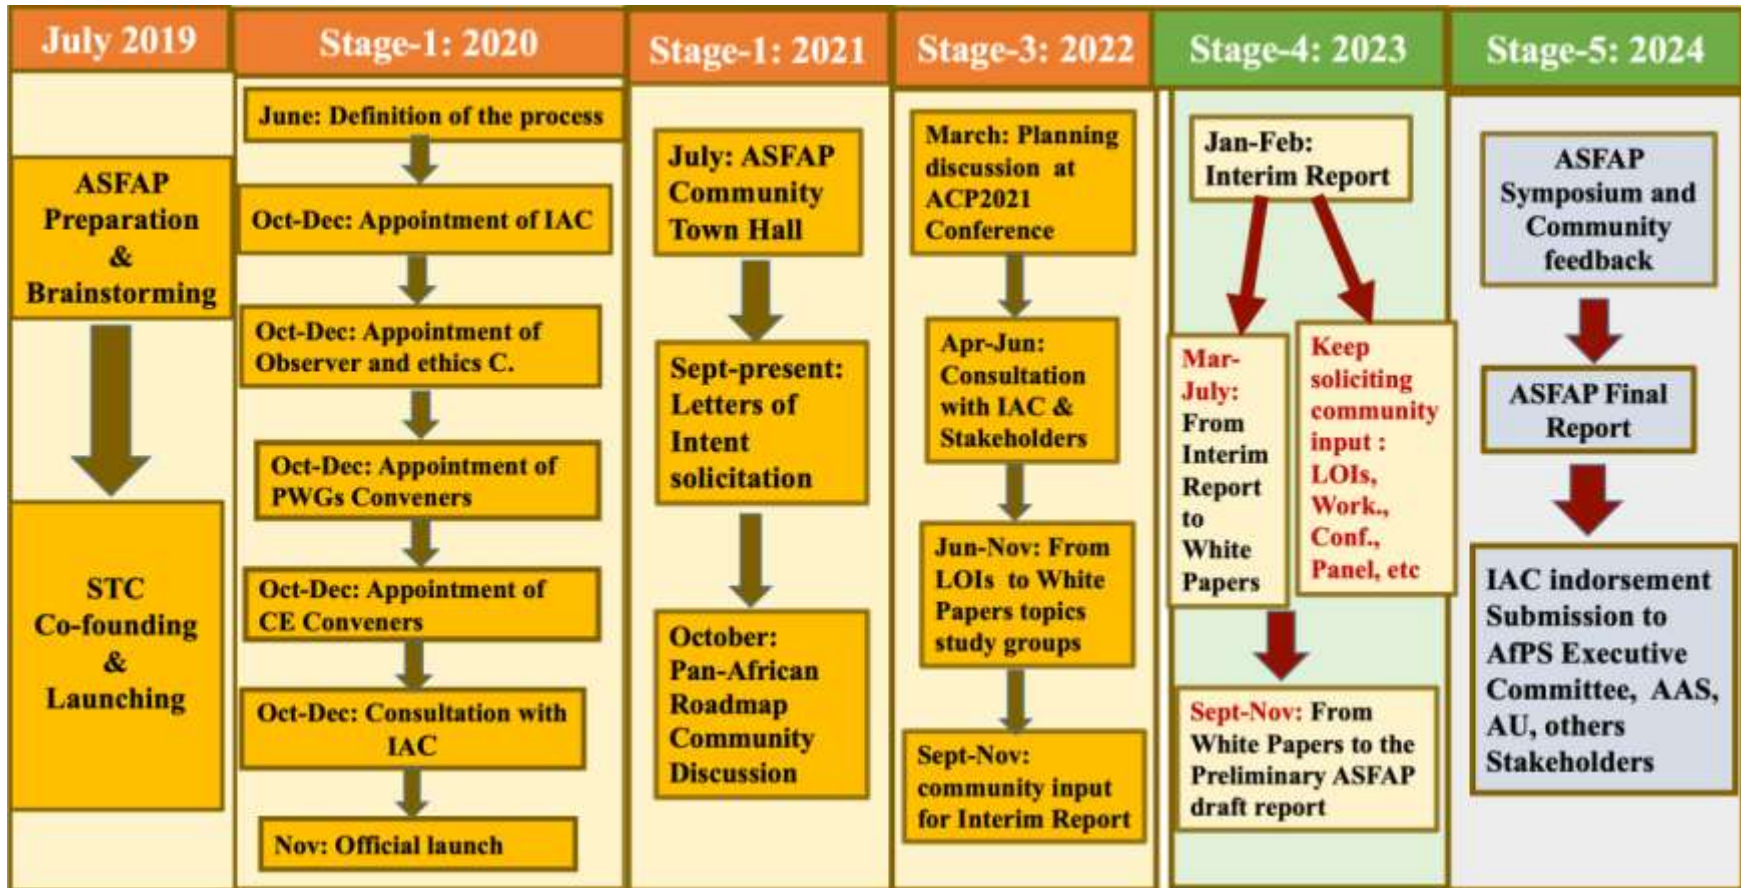 July 2019
ASFAP
Preparation
&
Brainstorming
STC
Co-founding
&
Launching
Stage-1: 2020
June: Definition of the process
Oct-Dec: Appointment of IAC
Oct-Dec: Appointment of
Observer and ethics C.
Oct-Dec: Appointment of
PWGs Conveners
Oct-Dec: Appointment of
CE Conveners
Oct-Dec: Consultation with
IAC
Nov: Official launch
Stage-1: 2021
July: ASFAP
Community
Town Hall
Sept-present:
Letters of
Intent
solicitation
October:
Pan-African
Roadmap
Community
Discussion
Stage-3: 2022
March: Planning
discussion at
ACP2021
Conference
Apr-Jun:
Consultation
with IAC &
Stakeholders
Jun-Nov: From
LOIs to White
Papers topics
study groups
Sept-Nov:
community input
for Interim Report
Stage-4: 2023
Jan-Feb:
Interim Report
Mar-
July:
From
Interim
Report
to
White
Papers
Keep
soliciting
community
input :
LOIs,
Work.,
Conf.,
Panel, etc
Sept-Nov: From
White Papers to the
Preliminary ASFAP
draft report
Stage-5: 2024
ASFAP
Symposium and
Community
feedback
ASFAP Final
Report
IAC indorsement
Submission to
AfPS Executive
Committee, AAS,
AU, others
Stakeholders